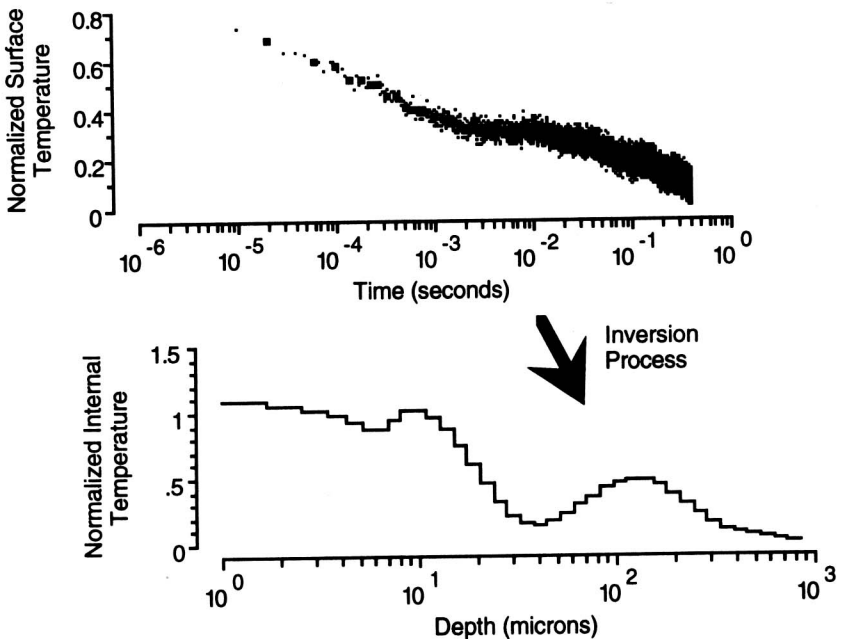 Normalized Surface
Temperature
0.8
0.6
0.4
0.2
0
10^-6 10^-5 10^-4 10^-3 10^-2 10^-1 10^0
Time (seconds)
Inversion
Process
Normalized Internal
Temperature
1.5
1
.5
0
10^0 10^1 10^2 10^3
Depth (microns)